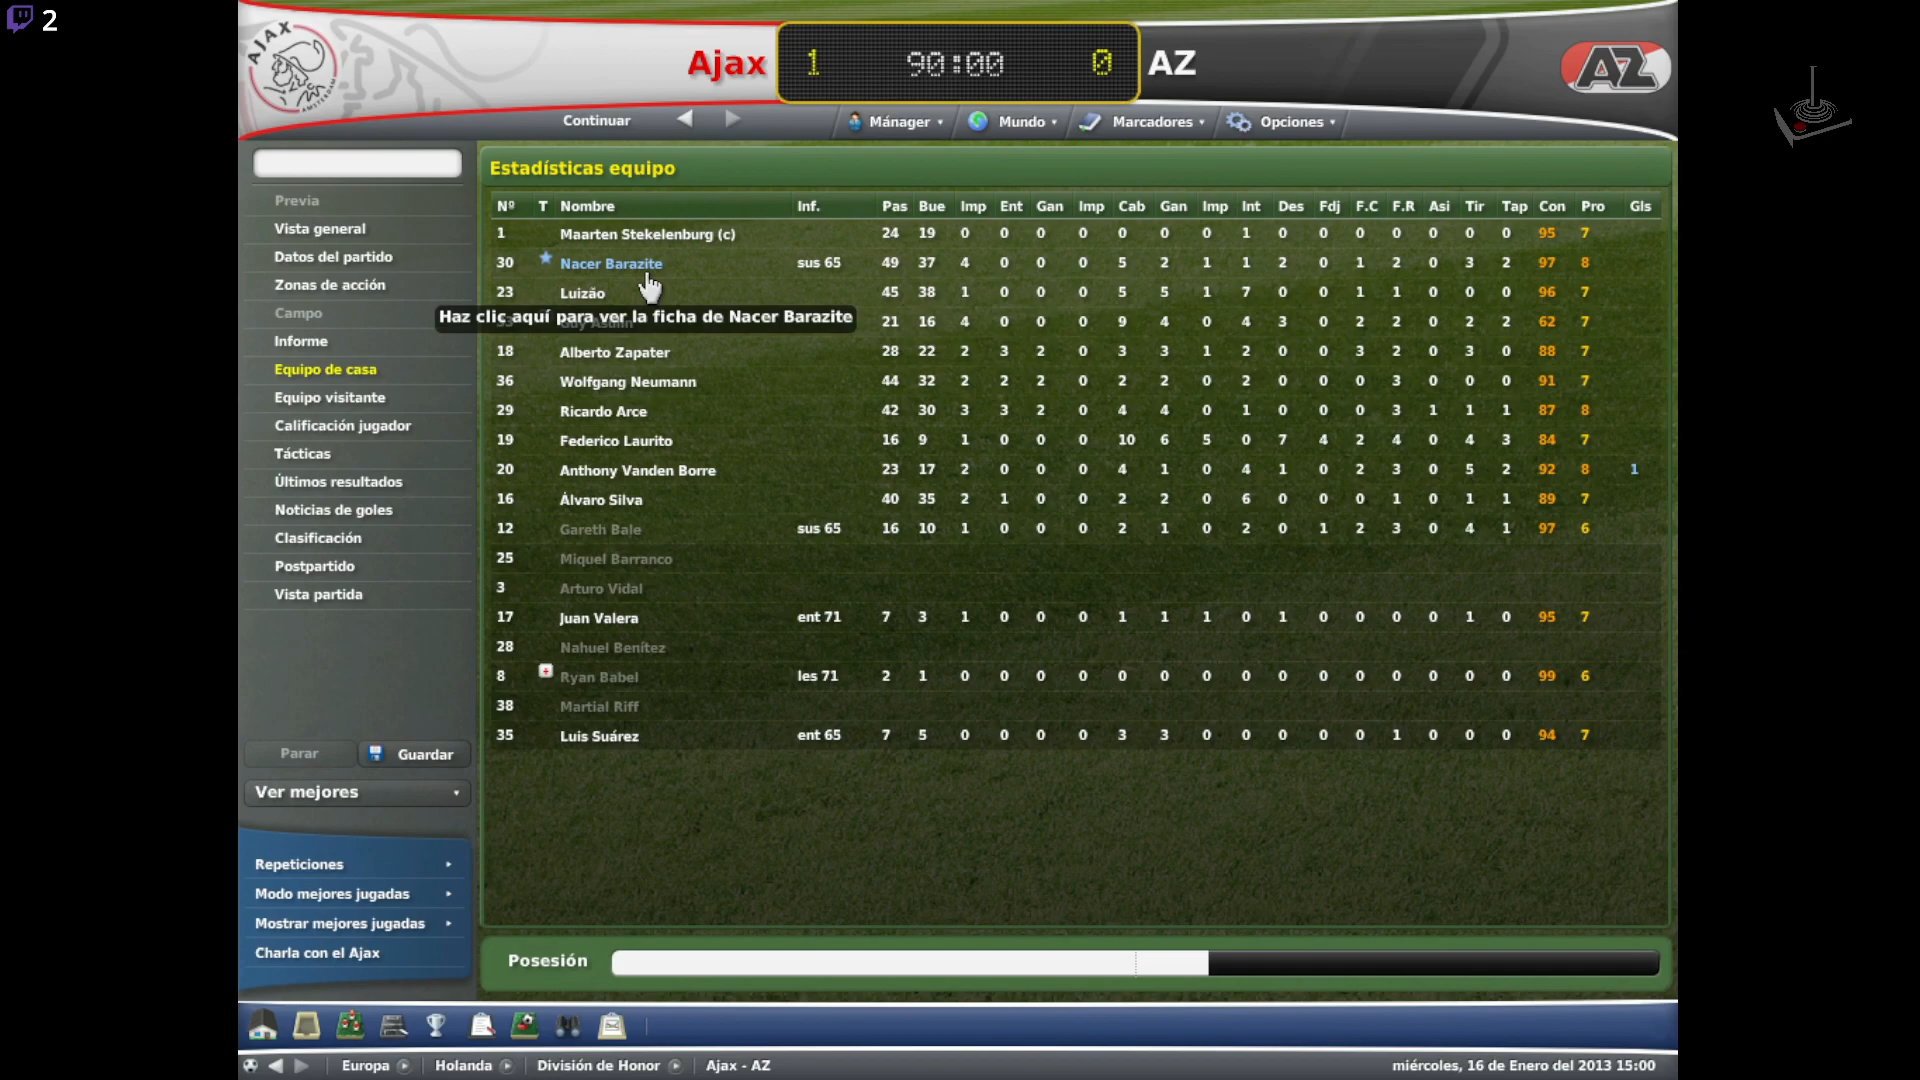 2
AJAX
AMSTERDAM
Ajax 1 90:00 0 AZ
AZ
Continuar Mánager Mundo Marcadores Opciones
Previa
Vista general
Datos del partido
Zonas de acción
Campo
Informe
Equipo de casa
Equipo visitante
Calificación jugador
Tácticas
Últimos resultados
Noticias de goles
Clasificación
Postpartido
Vista partida
Parar Guardar
Ver mejores
Repeticiones
Modo mejores jugadas
Mostrar mejores jugadas
Charla con el Ajax
Estadísticas equipo
Nº T Nombre Inf. Pas Bue Imp Ent Gan Imp Cab Gan Imp Int Des Fdj F.C F.R Asi Tir Tap Con Pro Gls
1 Maarten Stekelenburg (c) 24 19 0 0 0 0 0 0 0 1 0 0 0 0 0 0 0 95 7
30 Nacer Barazite sus 65 49 37 4 0 0 0 5 2 1 1 2 0 1 2 0 3 2 97 8
23 Luizão 45 38 1 0 0 0 5 5 1 7 0 0 1 1 0 0 0 96 7
Haz clic aquí para ver la ficha de Nacer Barazite
21 16 4 0 0 0 9 4 0 4 3 0 2 2 0 2 2 62 7
18 Alberto Zapater 28 22 2 3 2 0 3 3 1 2 0 0 3 2 0 3 0 88 7
36 Wolfgang Neumann 44 32 2 2 2 0 2 2 0 2 0 0 0 3 0 0 0 91 7
29 Ricardo Arce 42 30 3 3 2 0 4 4 0 1 0 0 0 3 1 1 1 87 8
19 Federico Laurito 16 9 1 0 0 0 10 6 5 0 7 4 2 4 0 4 3 84 7
20 Anthony Vanden Borre 23 17 2 0 0 0 4 1 0 4 1 0 2 3 0 5 2 92 8 1
16 Álvaro Silva 40 35 2 1 0 0 2 2 0 6 0 0 0 1 0 1 1 89 7
12 Gareth Bale sus 65 16 10 1 0 0 0 2 1 0 2 0 1 2 3 0 4 1 97 6
25 Miquel Barranco
3 Arturo Vidal
17 Juan Valera ent 71 7 3 1 0 0 0 1 1 1 0 1 0 0 0 0 1 0 95 7
28 Nahuel Benítez
8 Ryan Babel les 71 2 1 0 0 0 0 0 0 0 0 0 0 0 0 0 0 0 99 6
38 Martial Riff
35 Luis Suárez ent 65 7 5 0 0 0 0 3 3 0 0 0 0 0 1 0 0 0 94 7
Posesión
Europa Holanda División de Honor Ajax - AZ miércoles, 16 de Enero del 2013 15:00